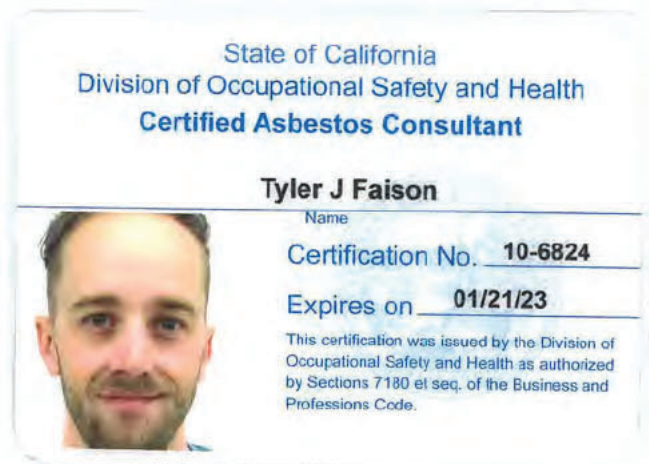 State of California
Division of Occupational Safety and Health
Certified Asbestos Consultant
Tyler J Faison
Name
Certification No. 10-6824
Expires on 01/21/23
This certification was issued by the Division of
Occupational Safety and Health as authorized
by Sections 7180 et seq. of the Business and
Professions Code.